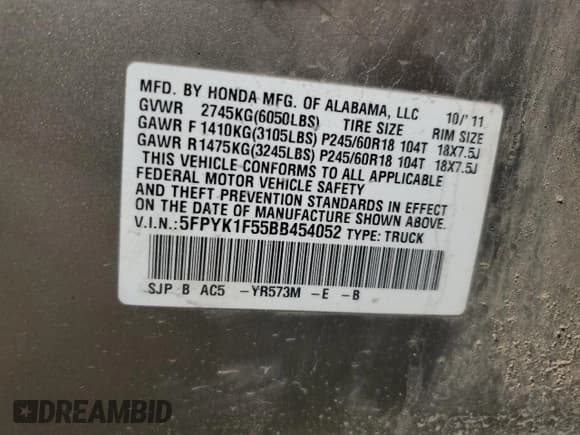 MFD. BY HONDA MFG. OF ALABAMA, LLC 10/'11
GVWR 2745KG(6050LBS) TIRE SIZE RIM SIZE
GAWR F 1410KG(3105LBS) P245/60R18 104T 18X7.5J
GAWR R1475KG(3245LBS) P245/60R18 104T 18X7.5J
THIS VEHICLE CONFORMS TO ALL APPLICABLE
FEDERAL MOTOR VEHICLE SAFETY
AND THEFT PREVENTION STANDARDS IN EFFECT
ON THE DATE OF MANUFACTURE SHOWN ABOVE.
V.I.N.:5FPYK1F55BB454052 TYPE: TRUCK
SJP B AC5 -YR573M -E -B
DREAMBID